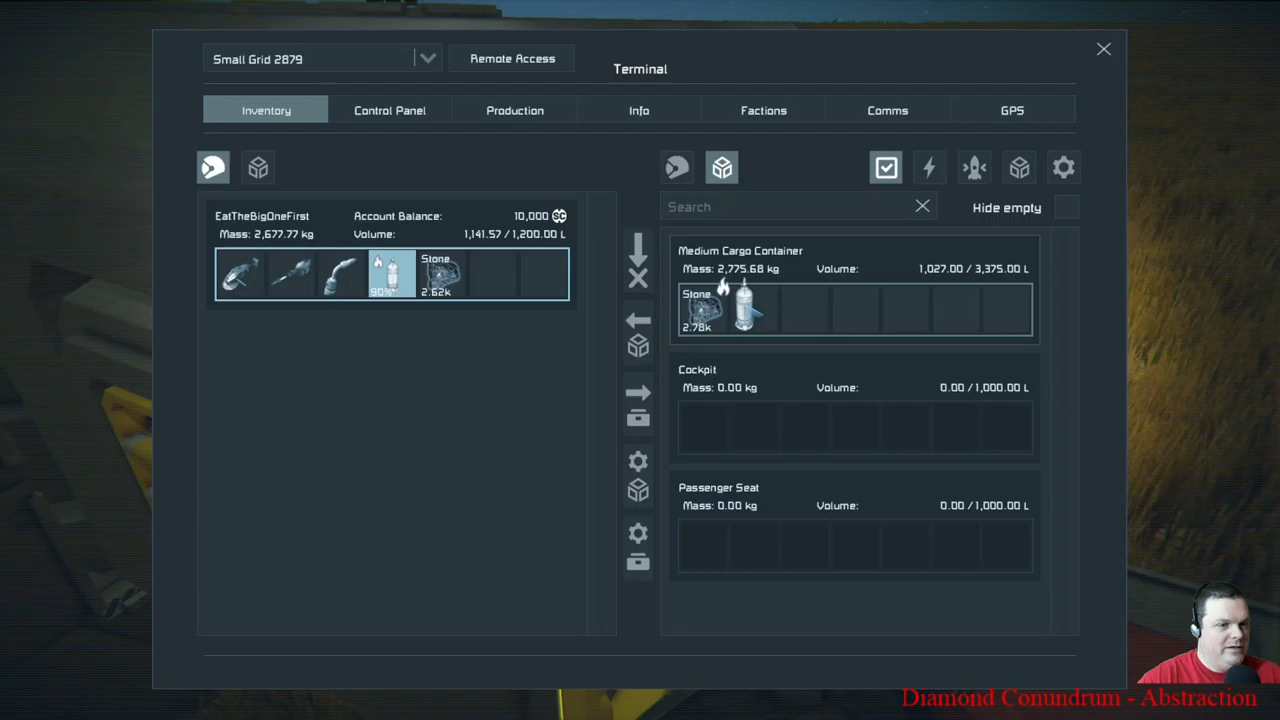 Small Grid 2879
Remote Access
Terminal
Inventory
Control Panel
Production
Info
Factions
Comms
GPS
Search
Hide empty
EatTheBigOneFirst
Account Balance:
10,000 SC
Mass: 2,677.77 kg
Volume:
1,141.57 / 1,200.00 L
90%
Stone
2.62k
Medium Cargo Container
Mass: 2,775.68 kg
Volume:
1,027.00 / 3,375.00 L
Stone
2.78k
Cockpit
Mass: 0.00 kg
Volume:
0.00 / 1,000.00 L
Passenger Seat
Mass: 0.00 kg
Volume:
0.00 / 1,000.00 L
Diamond Conundrum - Abstraction